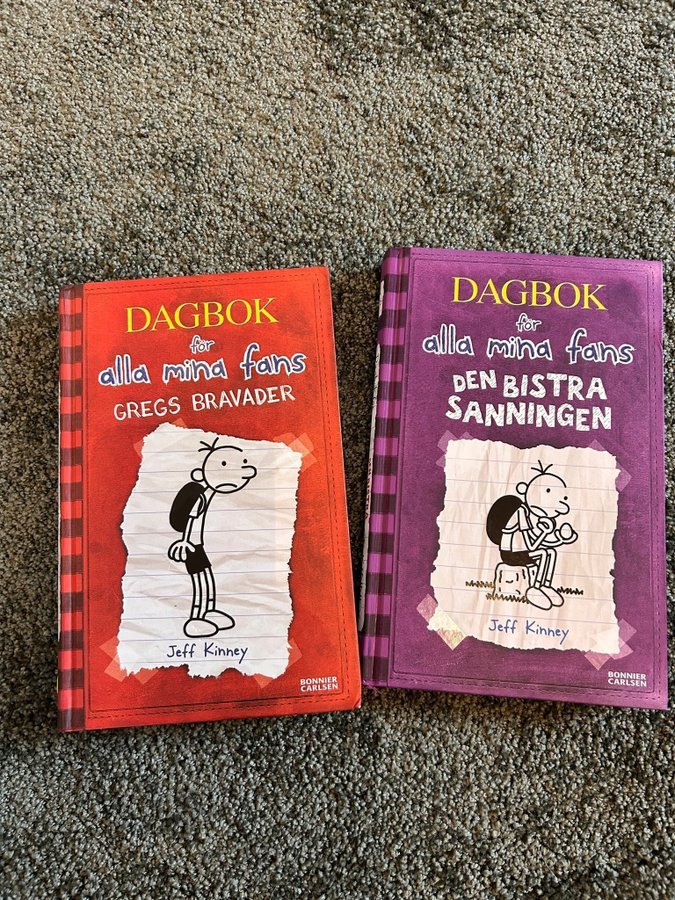 DAGBOK
för
alla mina fans
GREGS BRAVADER
Jeff Kinney
BONNIER
CARLSEN
DAGBOK
för
alla mina fans
DEN BISTRA
SANNINGEN
Jeff Kinney
BONNIER
CARLSEN